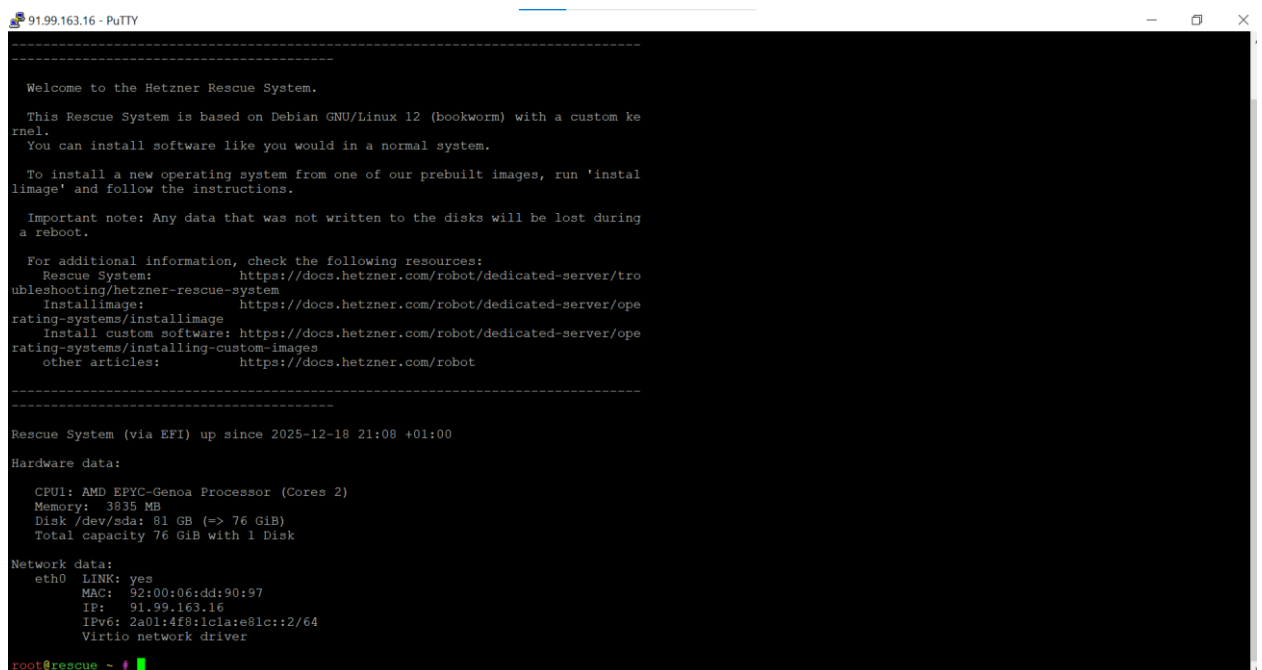 91.99.163.16 - PuTTY
--------------------------------------------------------------------------------
-----------------------------------------
Welcome to the Hetzner Rescue System.
This Rescue System is based on Debian GNU/Linux 12 (bookworm) with a custom ke
rnel.
You can install software like you would in a normal system.
To install a new operating system from one of our prebuilt images, run 'instal
limage' and follow the instructions.
Important note: Any data that was not written to the disks will be lost during
a reboot.
For additional information, check the following resources:
Rescue System: https://docs.hetzner.com/robot/dedicated-server/tro
ubleshooting/hetzner-rescue-system
Installimage: https://docs.hetzner.com/robot/dedicated-server/ope
rating-systems/installimage
Install custom software: https://docs.hetzner.com/robot/dedicated-server/ope
rating-systems/installing-custom-images
other articles: https://docs.hetzner.com/robot
--------------------------------------------------------------------------------
-----------------------------------------
Rescue System (via EFI) up since 2025-12-18 21:08 +01:00
Hardware data:
CPU1: AMD EPYC-Genoa Processor (Cores 2)
Memory: 3835 MB
Disk /dev/sda: 81 GB (=> 76 GiB)
Total capacity 76 GiB with 1 Disk
Network data:
eth0 LINK: yes
MAC: 92:00:06:dd:90:97
IP: 91.99.163.16
IPv6: 2a01:4f8:1c1a:e81c::2/64
Virtio network driver
root@rescue ~ #